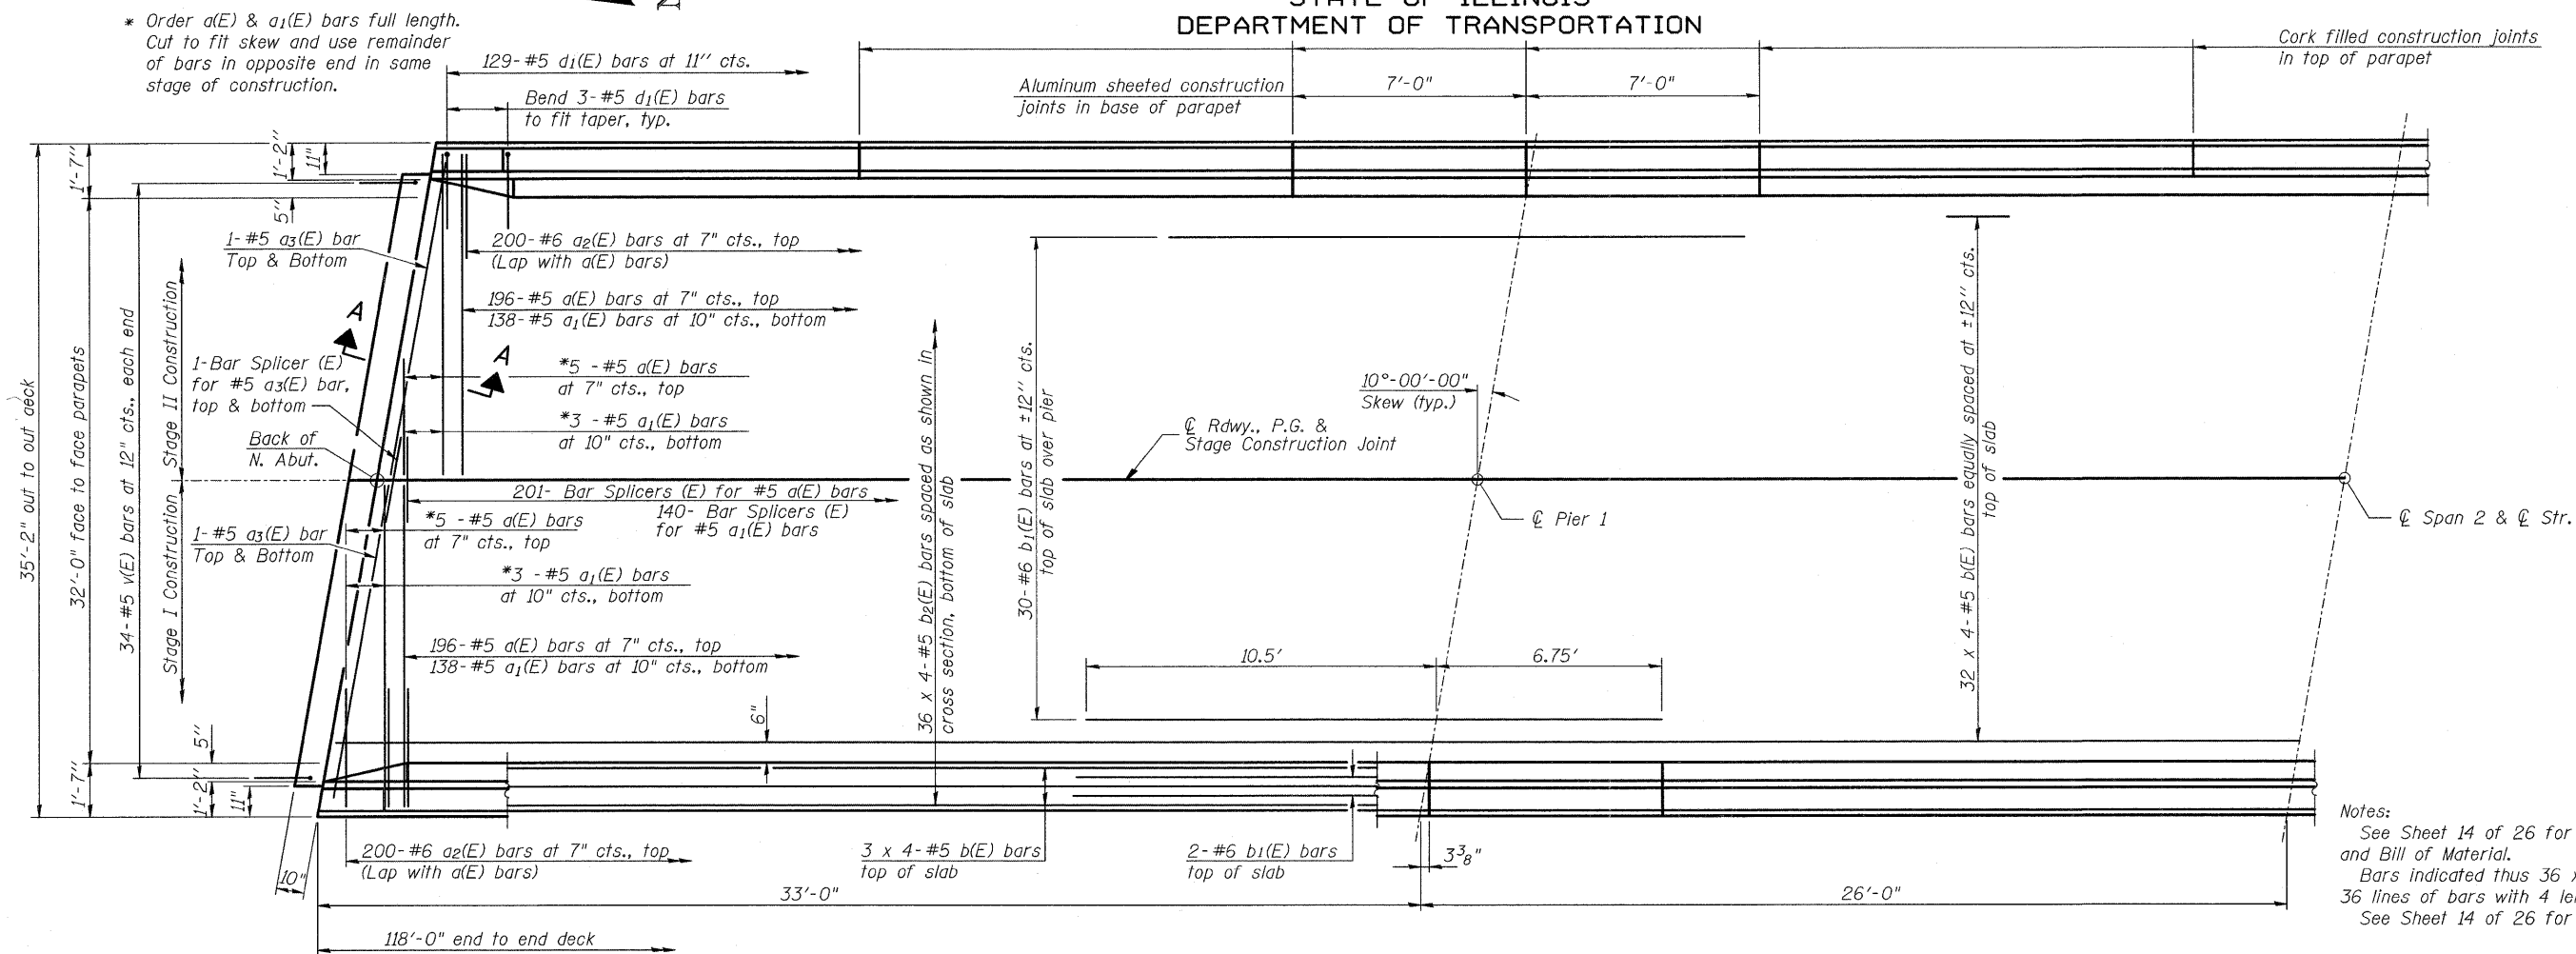 STATE OF ILLINOIS
DEPARTMENT OF TRANSPORTATION
* Order a(E) & a1(E) bars full length.
Cut to fit skew and use remainder
of bars in opposite end in same
stage of construction.
N
129-#5 d1(E) bars at 11" cts.
Bend 3-#5 d1(E) bars
to fit taper, typ.
Aluminum sheeted construction
joints in base of parapet
7'-0"
7'-0"
Cork filled construction joints
in top of parapet
1'-7"
1'-2"
11"
5"
1-#5 a3(E) bar
Top & Bottom
200-#6 a2(E) bars at 7" cts., top
(Lap with a(E) bars)
196-#5 a(E) bars at 7" cts., top
138-#5 a1(E) bars at 10" cts., bottom
A
A
*5 -#5 a(E) bars
at 7" cts., top
*3 -#5 a1(E) bars
at 10" cts., bottom
1-Bar Splicer (E)
for #5 a3(E) bar,
top & bottom
Back of
N. Abut.
35'-2" out to out deck
32'-0" face to face parapets
34-#5 v(E) bars at 12" cts., each end
Stage II Construction
Stage I Construction
201- Bar Splicers (E) for #5 a(E) bars
140- Bar Splicers (E)
for #5 a1(E) bars
*5 -#5 a(E) bars
at 7" cts., top
1-#5 a3(E) bar
Top & Bottom
*3 -#5 a1(E) bars
at 10" cts., bottom
196-#5 a(E) bars at 7" cts., top
138-#5 a1(E) bars at 10" cts., bottom
36 x 4-#5 b2(E) bars spaced as shown in
cross section, bottom of slab
30-#6 b1(E) bars at ±12" cts.
top of slab over pier
10°-00'-00"
Skew (typ.)
℄ Rdwy., P.G. &
Stage Construction Joint
℄ Pier 1
32 x 4-#5 b(E) bars equally spaced at ±12" cts.
top of slab
℄ Span 2 & ℄ Str.
10.5'
6.75'
6"
5"
1'-7"
1'-2"
11"
10"
200-#6 a2(E) bars at 7" cts., top
(Lap with a(E) bars)
3 x 4-#5 b(E) bars
top of slab
2-#6 b1(E) bars
top of slab
3⅜"
33'-0"
26'-0"
118'-0" end to end deck
Notes:
See Sheet 14 of 26 for
and Bill of Material.
Bars indicated thus 36
36 lines of bars with 4
See Sheet 14 of 26 for